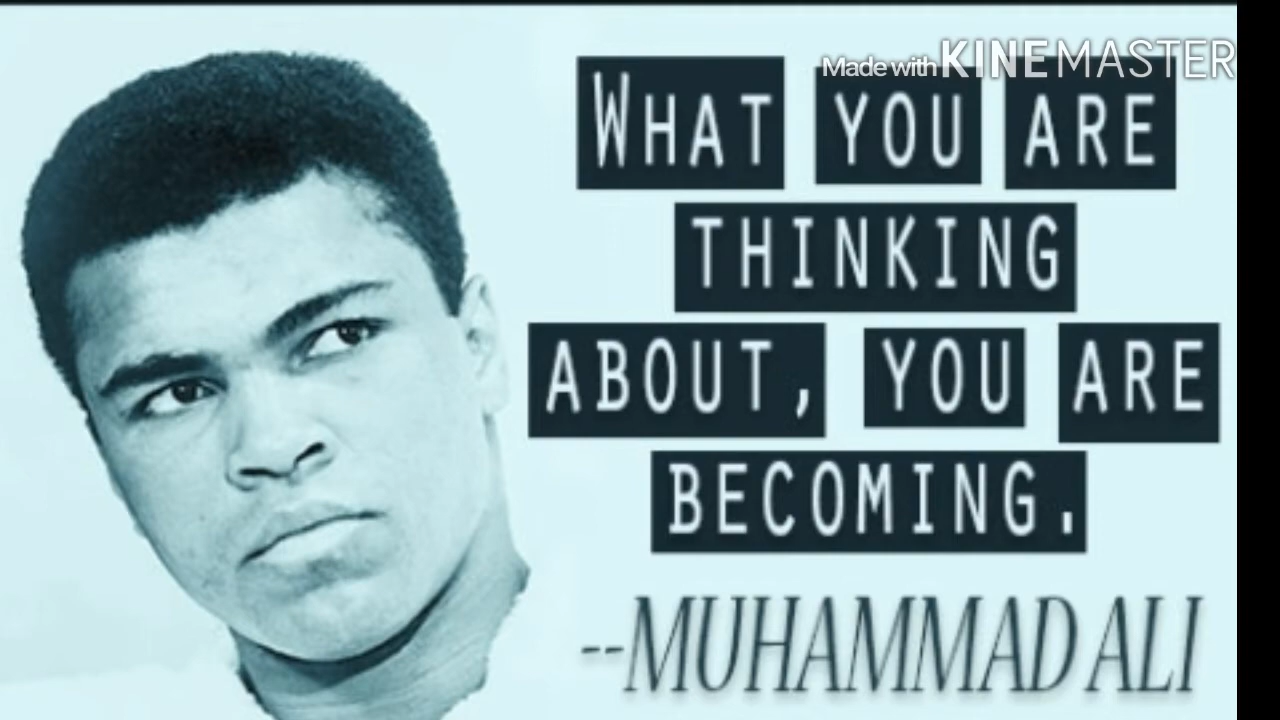 Made with KINEMASTER
WHAT YOU ARE
THINKING
ABOUT, YOU ARE
BECOMING.
--MUHAMMAD ALI